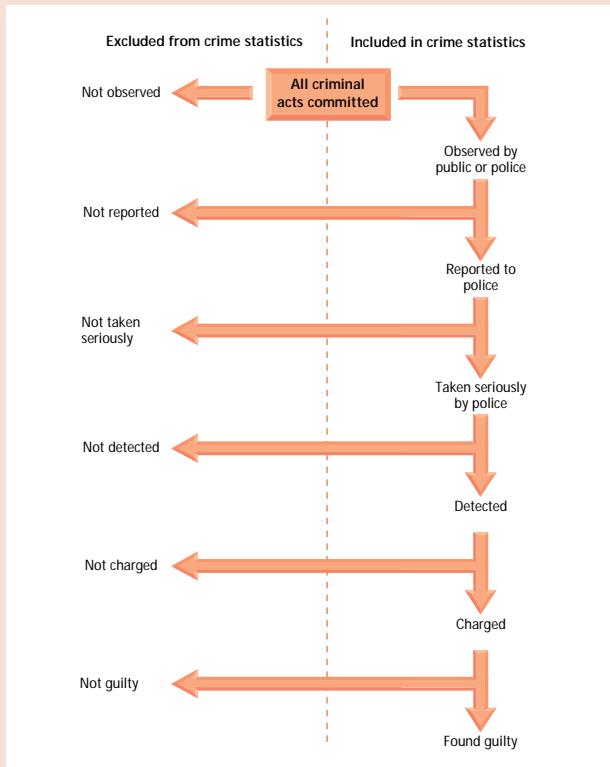 Excluded from crime statistics
Included in crime statistics
All criminal
acts committed
Not observed
Observed by
public or police
Not reported
Reported to
police
Not taken
seriously
Taken seriously
by police
Not detected
Detected
Not charged
Charged
Not guilty
Found guilty